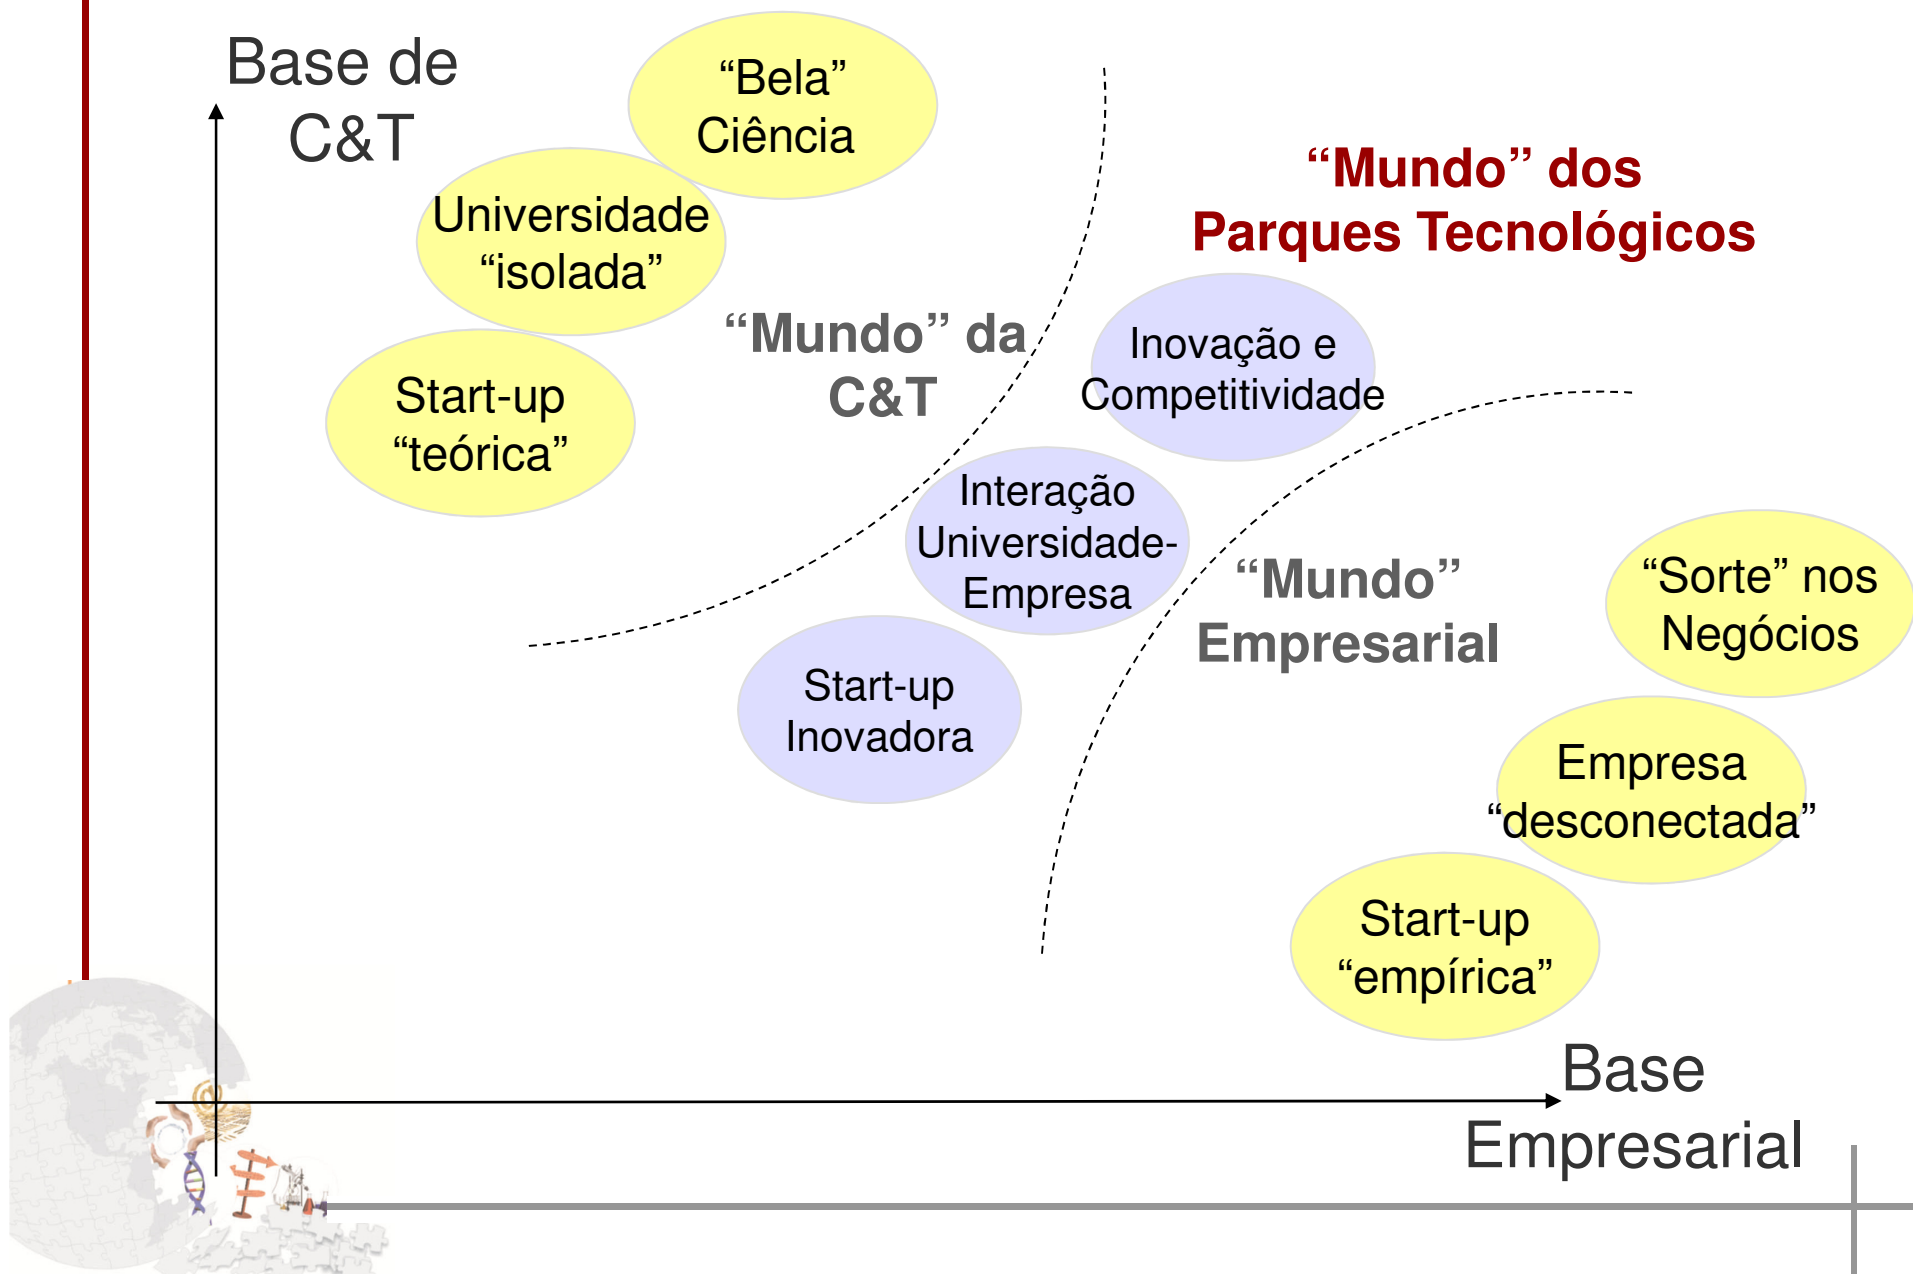 Base de
C&T
“Bela”
Ciência
Universidade
“isolada”
Start-up
“teórica”
“Mundo” da
C&T
“Mundo” dos
Parques Tecnológicos
Inovação e
Competitividade
Interação
Universidade-
Empresa
Start-up
Inovadora
“Mundo”
Empresarial
“Sorte” nos
Negócios
Empresa
“desconectada”
Start-up
“empírica”
Base
Empresarial